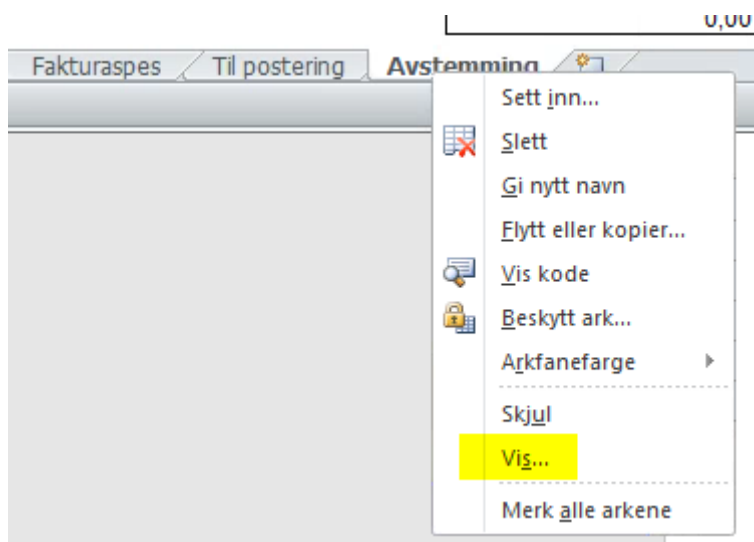 0,00
Fakturaspes Til postering Avstemming
Sett inn...
Slett
Gi nytt navn
Flytt eller kopier...
Vis kode
Beskytt ark...
Arkfanefarge
Skjul
Vis...
Merk alle arkene